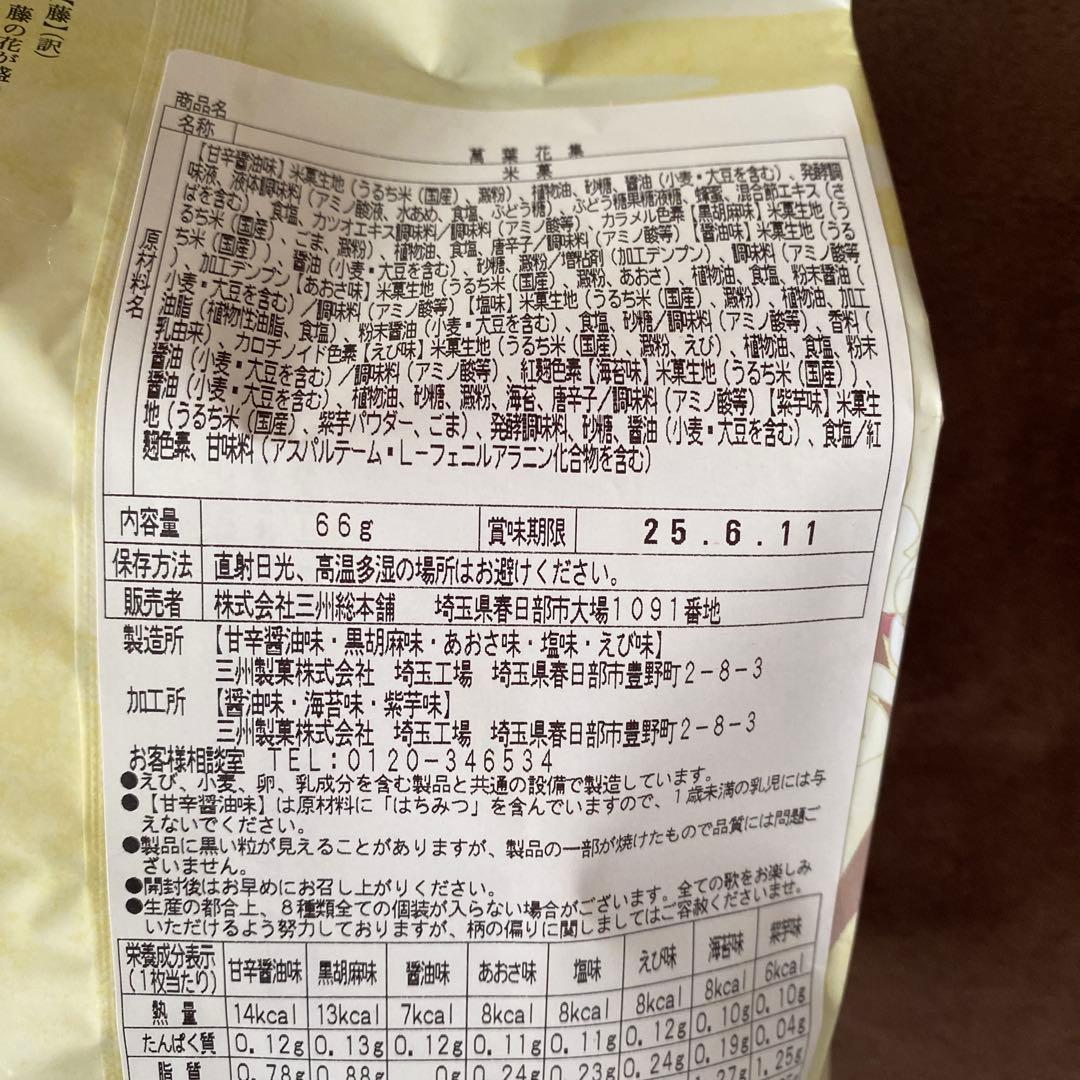 【藤】(訳)
藤の花が盛
商品名
萬葉花集
名称
米菓
原材料名
【甘辛醤油味】米菓生地（うるち米（国産）、澱粉）、植物油、砂糖、醤油（小麦・大豆を含む）、発酵調
味液、液体調味料（アミノ酸液、水あめ、食塩、ぶどう糖）、ぶどう糖果糖液糖、蜂蜜、混合節エキス（さ
ばを含む）、食塩、カツオエキス調味料／調味料（アミノ酸等）、カラメル色素【黒胡麻味】米菓生地（う
るち米（国産）、ごま、澱粉）、植物油、食塩、唐辛子／調味料（アミノ酸等）【醤油味】米菓生地（うる
ち米（国産））、醤油（小麦・大豆を含む）、砂糖、澱粉／増粘剤（加工デンプン）、調味料（アミノ酸等
）、加工デンプン【あおさ味】米菓生地（うるち米（国産）、澱粉、あおさ）、植物油、食塩、粉末醤油（
小麦・大豆を含む）／調味料（アミノ酸等）【塩味】米菓生地（うるち米（国産）、澱粉）、植物油、加工
油脂（植物性油脂、食塩）、粉末醤油（小麦・大豆を含む）、食塩、砂糖／調味料（アミノ酸等）、香料（
乳由来）、カロチノイド色素【えび味】米菓生地（うるち米（国産）、澱粉、えび）、植物油、食塩、粉末
醤油（小麦・大豆を含む）／調味料（アミノ酸等）、紅麹色素【海苔味】米菓生地（うるち米（国産））、
醤油（小麦・大豆を含む）、植物油、砂糖、澱粉、海苔、唐辛子／調味料（アミノ酸等）【紫芋味】米菓生
地（うるち米（国産）、紫芋パウダー、ごま）、発酵調味料、砂糖、醤油（小麦・大豆を含む）、食塩／紅
麹色素、甘味料（アスパルテーム・L－フェニルアラニン化合物を含む）
内容量 66g 賞味期限 25.6.11
保存方法 直射日光、高温多湿の場所はお避けください。
販売者 株式会社三州総本舗 埼玉県春日部市大場1091番地
製造所 【甘辛醤油味・黒胡麻味・あおさ味・塩味・えび味】
三州製菓株式会社 埼玉工場 埼玉県春日部市豊野町2－8－3
加工所 【醤油味・海苔味・紫芋味】
三州製菓株式会社 埼玉工場 埼玉県春日部市豊野町2－8－3
お客様相談室 TEL:0120-346534
●えび、小麦、卵、乳成分を含む製品と共通の設備で製造しています。
●【甘辛醤油味】は原材料に「はちみつ」を含んでいますので、1歳未満の乳児には与
えないでください。
●製品に黒い粒が見えることがありますが、製品の一部が焼けたもので品質には問題ご
ざいません。
●開封後はお早めにお召し上がりください。
●生産の都合上、8種類全ての個装が入らない場合がございます。全ての歌をお楽しみ
いただけるよう努力しておりますが、柄の偏りに関しましてはご容赦くださいませ。
栄養成分表示
(1枚当たり) 甘辛醤油味 黒胡麻味 醤油味 あおさ味 塩味 えび味 海苔味 紫芋味
熱量 14kcal 13kcal 7kcal 8kcal 8kcal 8kcal 8kcal 6kcal
たんぱく質 0.12g 0.13g 0.12g 0.11g 0.11g 0.12g 0.10g 0.10g
脂質 0.78g 0.88g 0g 0.24g 0.23g 0.24g 0.19g 0.04g
1.27g 1.25g